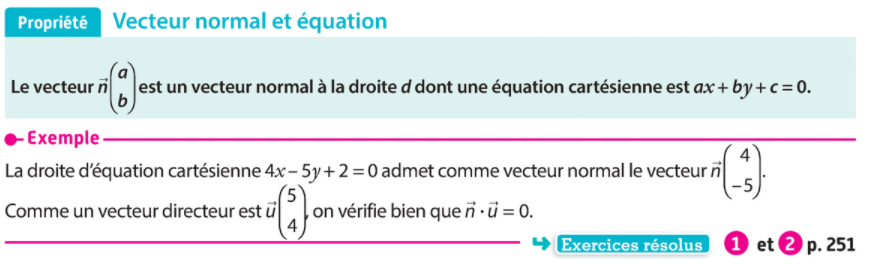 Propriété Vecteur normal et équation
Le vecteur $\vec{n}\begin{pmatrix} a \\ b \end{pmatrix}$ est un vecteur normal à la droite d dont une équation cartésienne est ax + by + c = 0.
Exemple
La droite d'équation cartésienne 4x – 5y + 2 = 0 admet comme vecteur normal le vecteur $\vec{n}\begin{pmatrix} 4 \\ -5 \end{pmatrix}$.
Comme un vecteur directeur est $\vec{u}\begin{pmatrix} 5 \\ 4 \end{pmatrix}$, on vérifie bien que $\vec{n} \cdot \vec{u}$ = 0.
Exercices résolus 1 et 2 p. 251